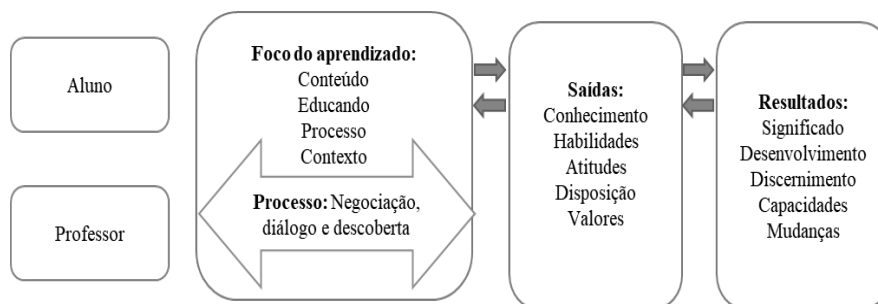 Aluno
Professor
Foco do aprendizado:
Conteúdo
Educando
Processo
Contexto
Processo: Negociação,
diálogo e descoberta
Saídas:
Conhecimento
Habilidades
Atitudes
Disposição
Valores
Resultados:
Significado
Desenvolvimento
Discernimento
Capacidades
Mudanças